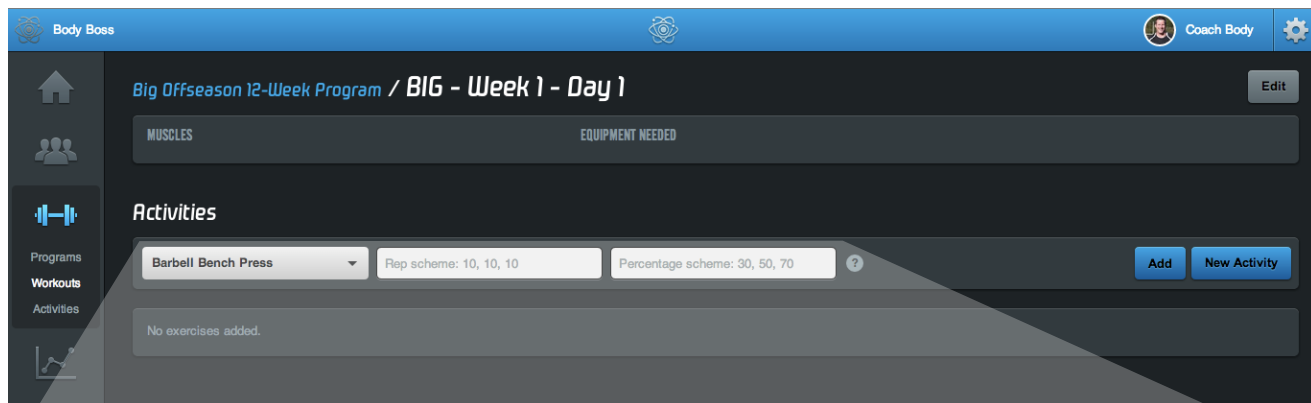 Body Boss
Coach Body
Big Offseason 12-Week Program / BIG - Week 1 - Day 1
Edit
MUSCLES
EQUIPMENT NEEDED
Activities
Programs
Workouts
Activities
Barbell Bench Press
Rep scheme: 10, 10, 10
Percentage scheme: 30, 50, 70
?
Add
New Activity
No exercises added.